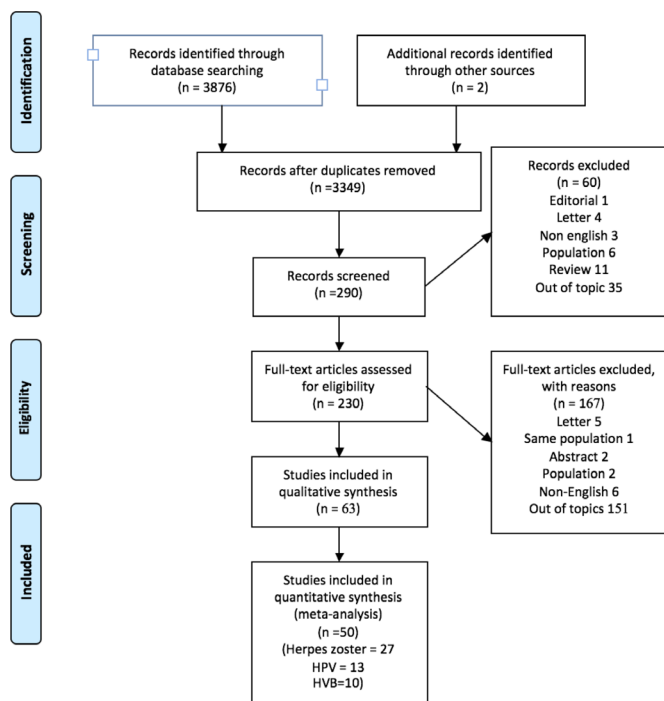 Identification
Records identified through
database searching
(n = 3876)
Additional records identified
through other sources
(n = 2)
Records after duplicates removed
(n =3349)
Screening
Records screened
(n =290)
Records excluded
(n = 60)
Editorial 1
Letter 4
Non english 3
Population 6
Review 11
Out of topic 35
Eligibility
Full-text articles assessed
for eligibility
(n = 230)
Full-text articles excluded,
with reasons
(n = 167)
Letter 5
Same population 1
Abstract 2
Population 2
Non-English 6
Out of topics 151
Studies included in
qualitative synthesis
(n = 63)
Included
Studies included in
quantitative synthesis
(meta-analysis)
(n =50)
(Herpes zoster = 27
HPV = 13
HVB=10)